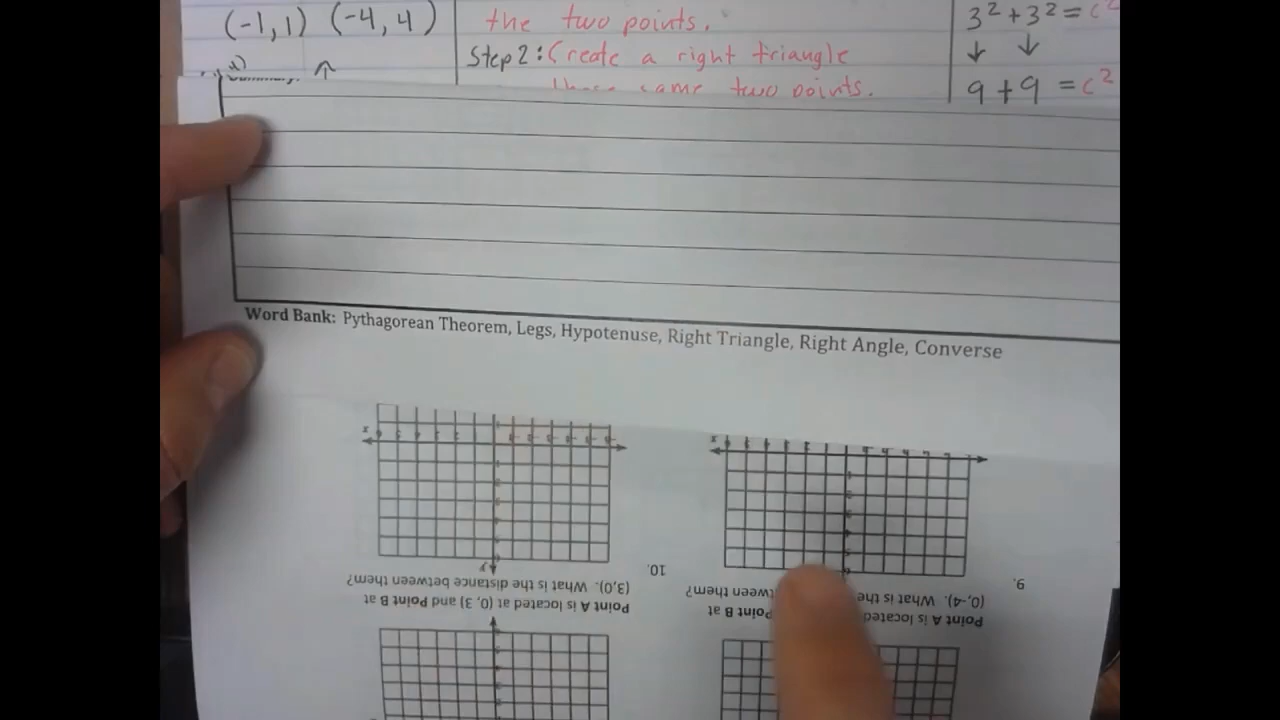 (-1,1) (-4,4)
the two points.
Step 2: Create a right triangle
these same two points.
3² + 3² = c²
↓ ↓
9 + 9 = c²
Summary:
Word Bank: Pythagorean Theorem, Legs, Hypotenuse, Right Triangle, Right Angle, Converse
9.
Point A is located Point B at
(0,-4). What is the tween them?
10.
Point A is located at (0, 3) and Point B at
(3,0). What is the distance between them?
x
y
x